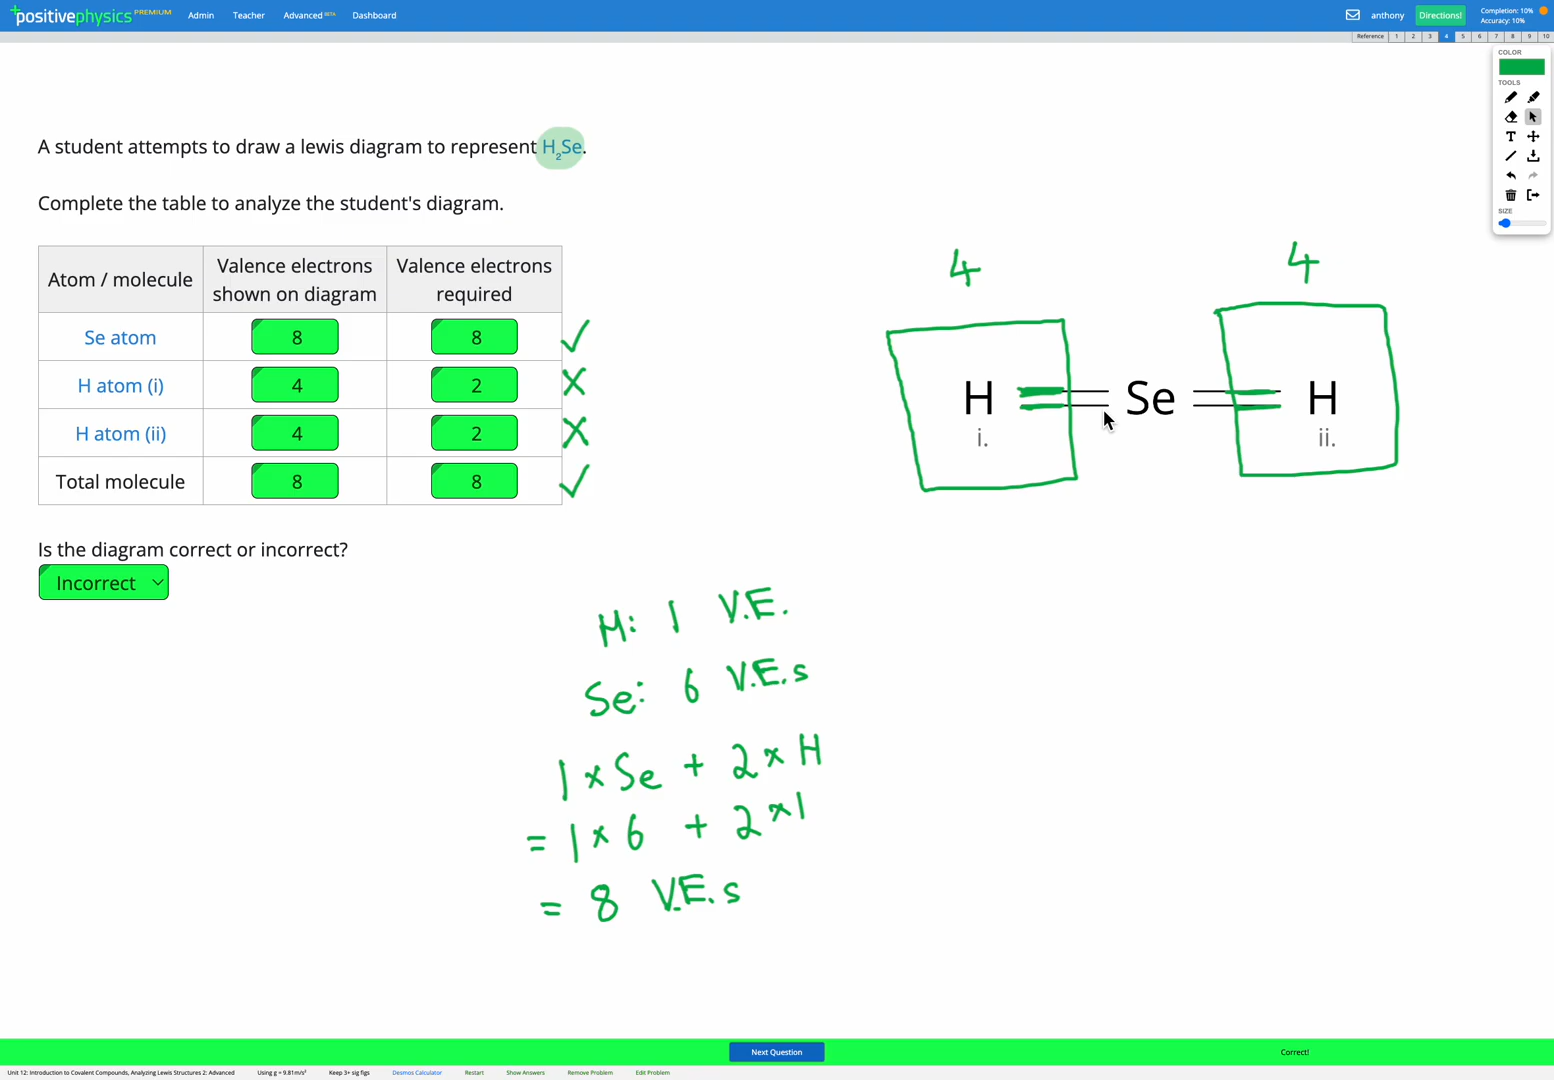 +positivephysics PREMIUM Admin Teacher Advanced BETA Dashboard anthony Directions! Completion: 10%
Accuracy: 10%
Reference 1 2 3 4 5 6 7 8 9 10
COLOR
TOOLS
T
SIZE
A student attempts to draw a lewis diagram to represent H₂Se.
Complete the table to analyze the student's diagram.
Atom / molecule Valence electrons shown on diagram Valence electrons required
Se atom 8 8 ✓
H atom (i) 4 2 X
H atom (ii) 4 2 X
Total molecule 8 8 ✓
4 4
H = Se = H
i. ii.
Is the diagram correct or incorrect?
Incorrect
H: 1 V.E.
Se: 6 V.E.s
1 x Se + 2 x H
= 1 x 6 + 2 x 1
= 8 V.E.s
Next Question Correct!
Unit 12: Introduction to Covalent Compounds, Analyzing Lewis Structures 2: Advanced Using g = 9.81m/s² Keep 3+ sig figs Desmos Calculator Restart Show Answers Remove Problem Edit Problem